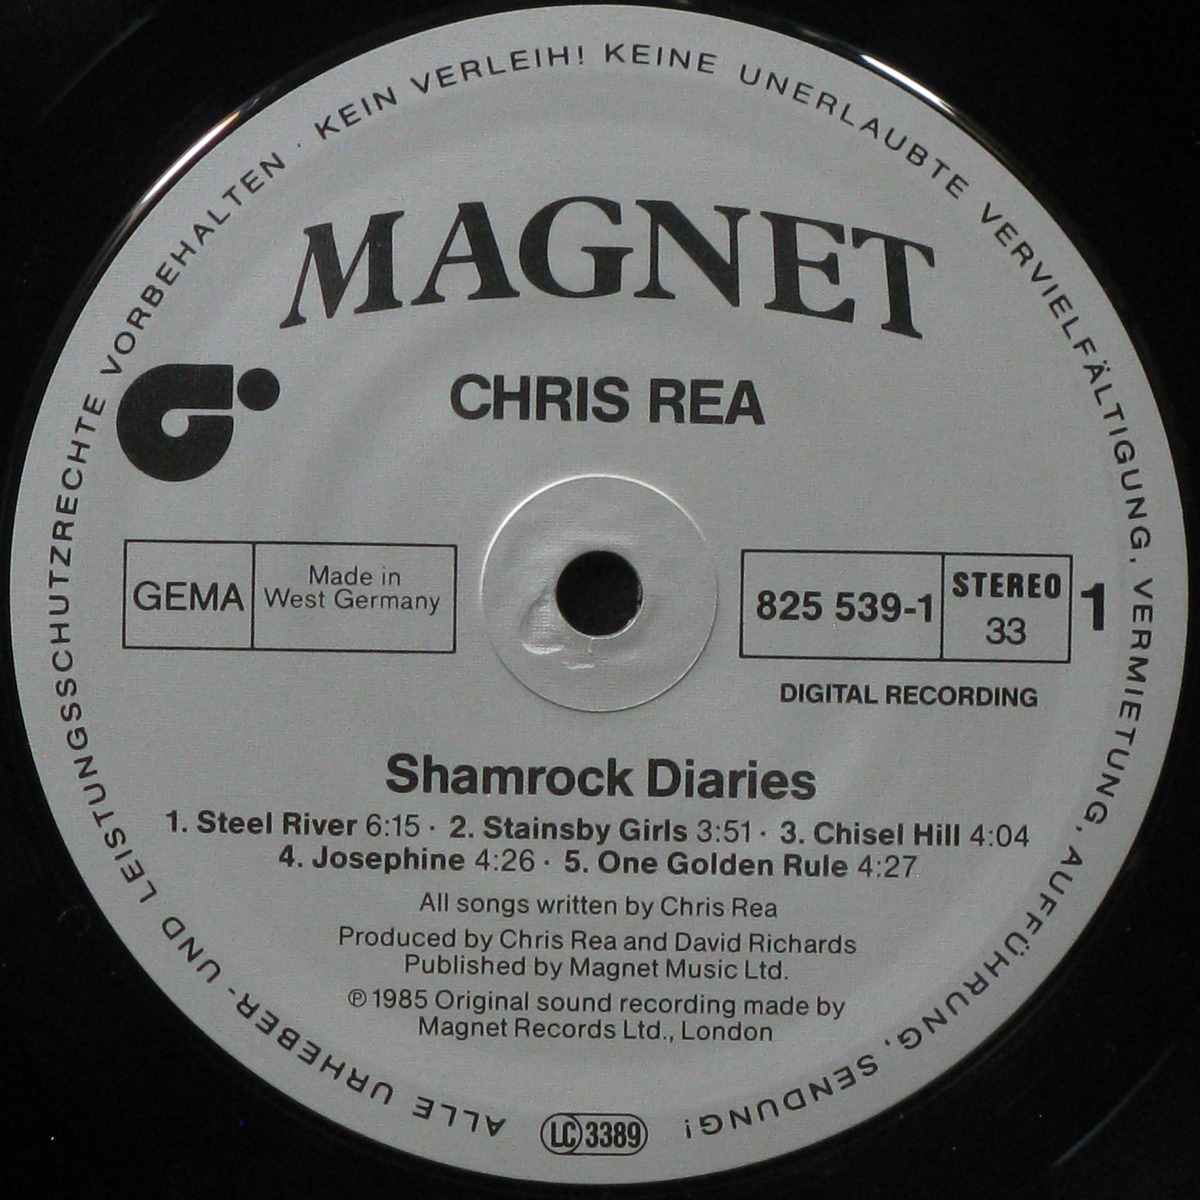 ALLE URHEBER- UND LEISTUNGSSCHUTZRECHTE VORBEHALTEN · KEIN VERLEIH! KEINE UNERLAUBTE VERVIELFÄLTIGUNG, VERMIETUNG, AUFFÜHRUNG, SENDUNG!
MAGNET
CHRIS REA
GEMA
Made in
West Germany
825 539-1
STEREO
33
1
DIGITAL RECORDING
Shamrock Diaries
1. Steel River 6:15 · 2. Stainsby Girls 3:51 · 3. Chisel Hill 4:04
4. Josephine 4:26 · 5. One Golden Rule 4:27
All songs written by Chris Rea
Produced by Chris Rea and David Richards
Published by Magnet Music Ltd.
℗ 1985 Original sound recording made by
Magnet Records Ltd., London
LC 3389